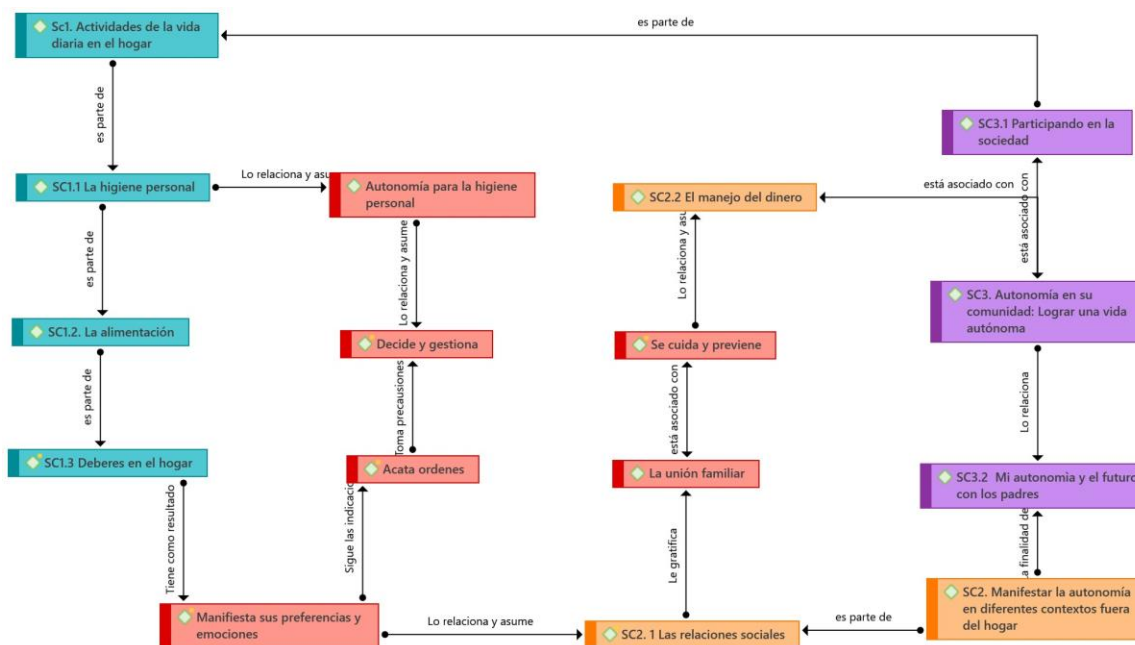 es parte de
Sc1. Actividades de la vida
diaria en el hogar
es parte de
SC3.1 Participando en la
sociedad
SC1.1 La higiene personal
Lo relaciona y asu
Autonomía para la higiene
personal
SC2.2 El manejo del dinero
está asociado con
está asociado con
es parte de
Lo relaciona y asume
Lo relaciona y asu
SC3. Autonomía en su
comunidad: Lograr una vida
autónoma
SC1.2. La alimentación
Decide y gestiona
Se cuida y previene
es parte de
Toma precausiones
está asociado con
Lo relaciona
SC1.3 Deberes en el hogar
Acata ordenes
La unión familiar
SC3.2 Mi autonomia y el futuro
con los padres
Tiene como resultado
Sigue las indicacio
Le gratifica
La finalidad de
Manifiesta sus preferencias y
emociones
Lo relaciona y asume
SC2. 1 Las relaciones sociales
es parte de
SC2. Manifestar la autonomía
en diferentes contextos fuera
del hogar